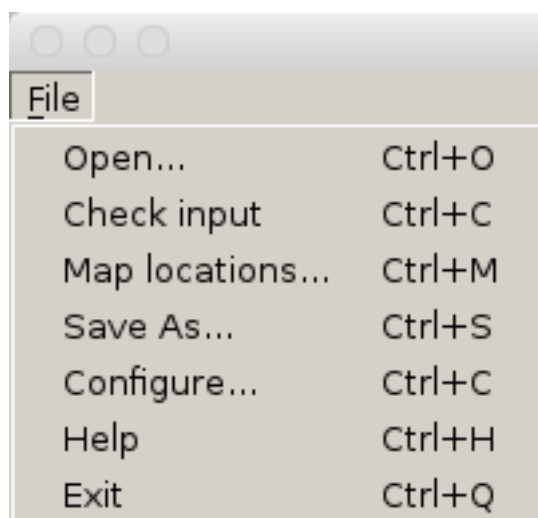 File
Open... Ctrl+O
Check input Ctrl+C
Map locations... Ctrl+M
Save As... Ctrl+S
Configure... Ctrl+C
Help Ctrl+H
Exit Ctrl+Q